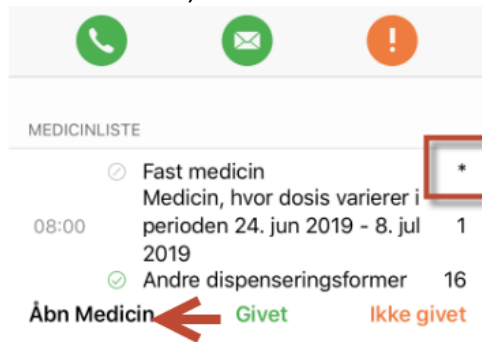 MEDICINLISTE
Fast medicin *
Medicin, hvor dosis varierer i
08:00 perioden 24. jun 2019 - 8. jul 1
2019
Andre dispenseringsformer 16
Åbn Medicin Givet Ikke givet